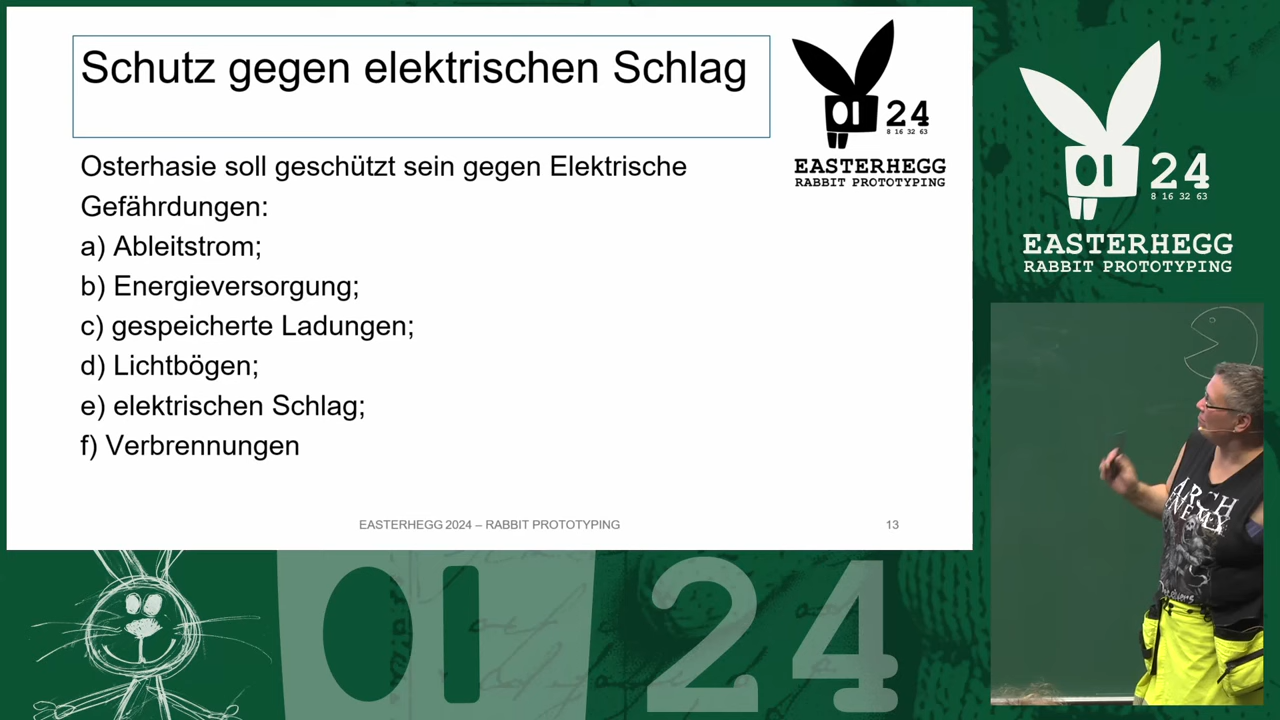 Schutz gegen elektrischen Schlag
Osterhasie soll geschützt sein gegen Elektrische
Gefährdungen:
a) Ableitstrom;
b) Energieversorgung;
c) gespeicherte Ladungen;
d) Lichtbögen;
e) elektrischen Schlag;
f) Verbrennungen
EASTERHEGG 2024 – RABBIT PROTOTYPING
13
24
8 16 32 63
EASTERHEGG
RABBIT PROTOTYPING
24
8 16 32 63
EASTERHEGG
RABBIT PROTOTYPING
ARCH
ENEMY
24